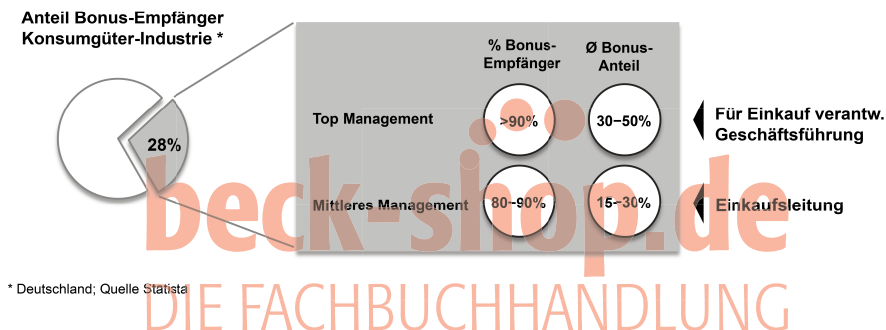 Anteil Bonus-Empfänger
Konsumgüter-Industrie *
28%
% Bonus-
Empfänger
Ø Bonus-
Anteil
Top Management
>90%
30–50%
Für Einkauf verantw.
Geschäftsführung
Mittleres Management
80–90%
15–30%
Einkaufsleitung
beck-shop.de
* Deutschland; Quelle Statista
DIE FACHBUCHHANDLUNG